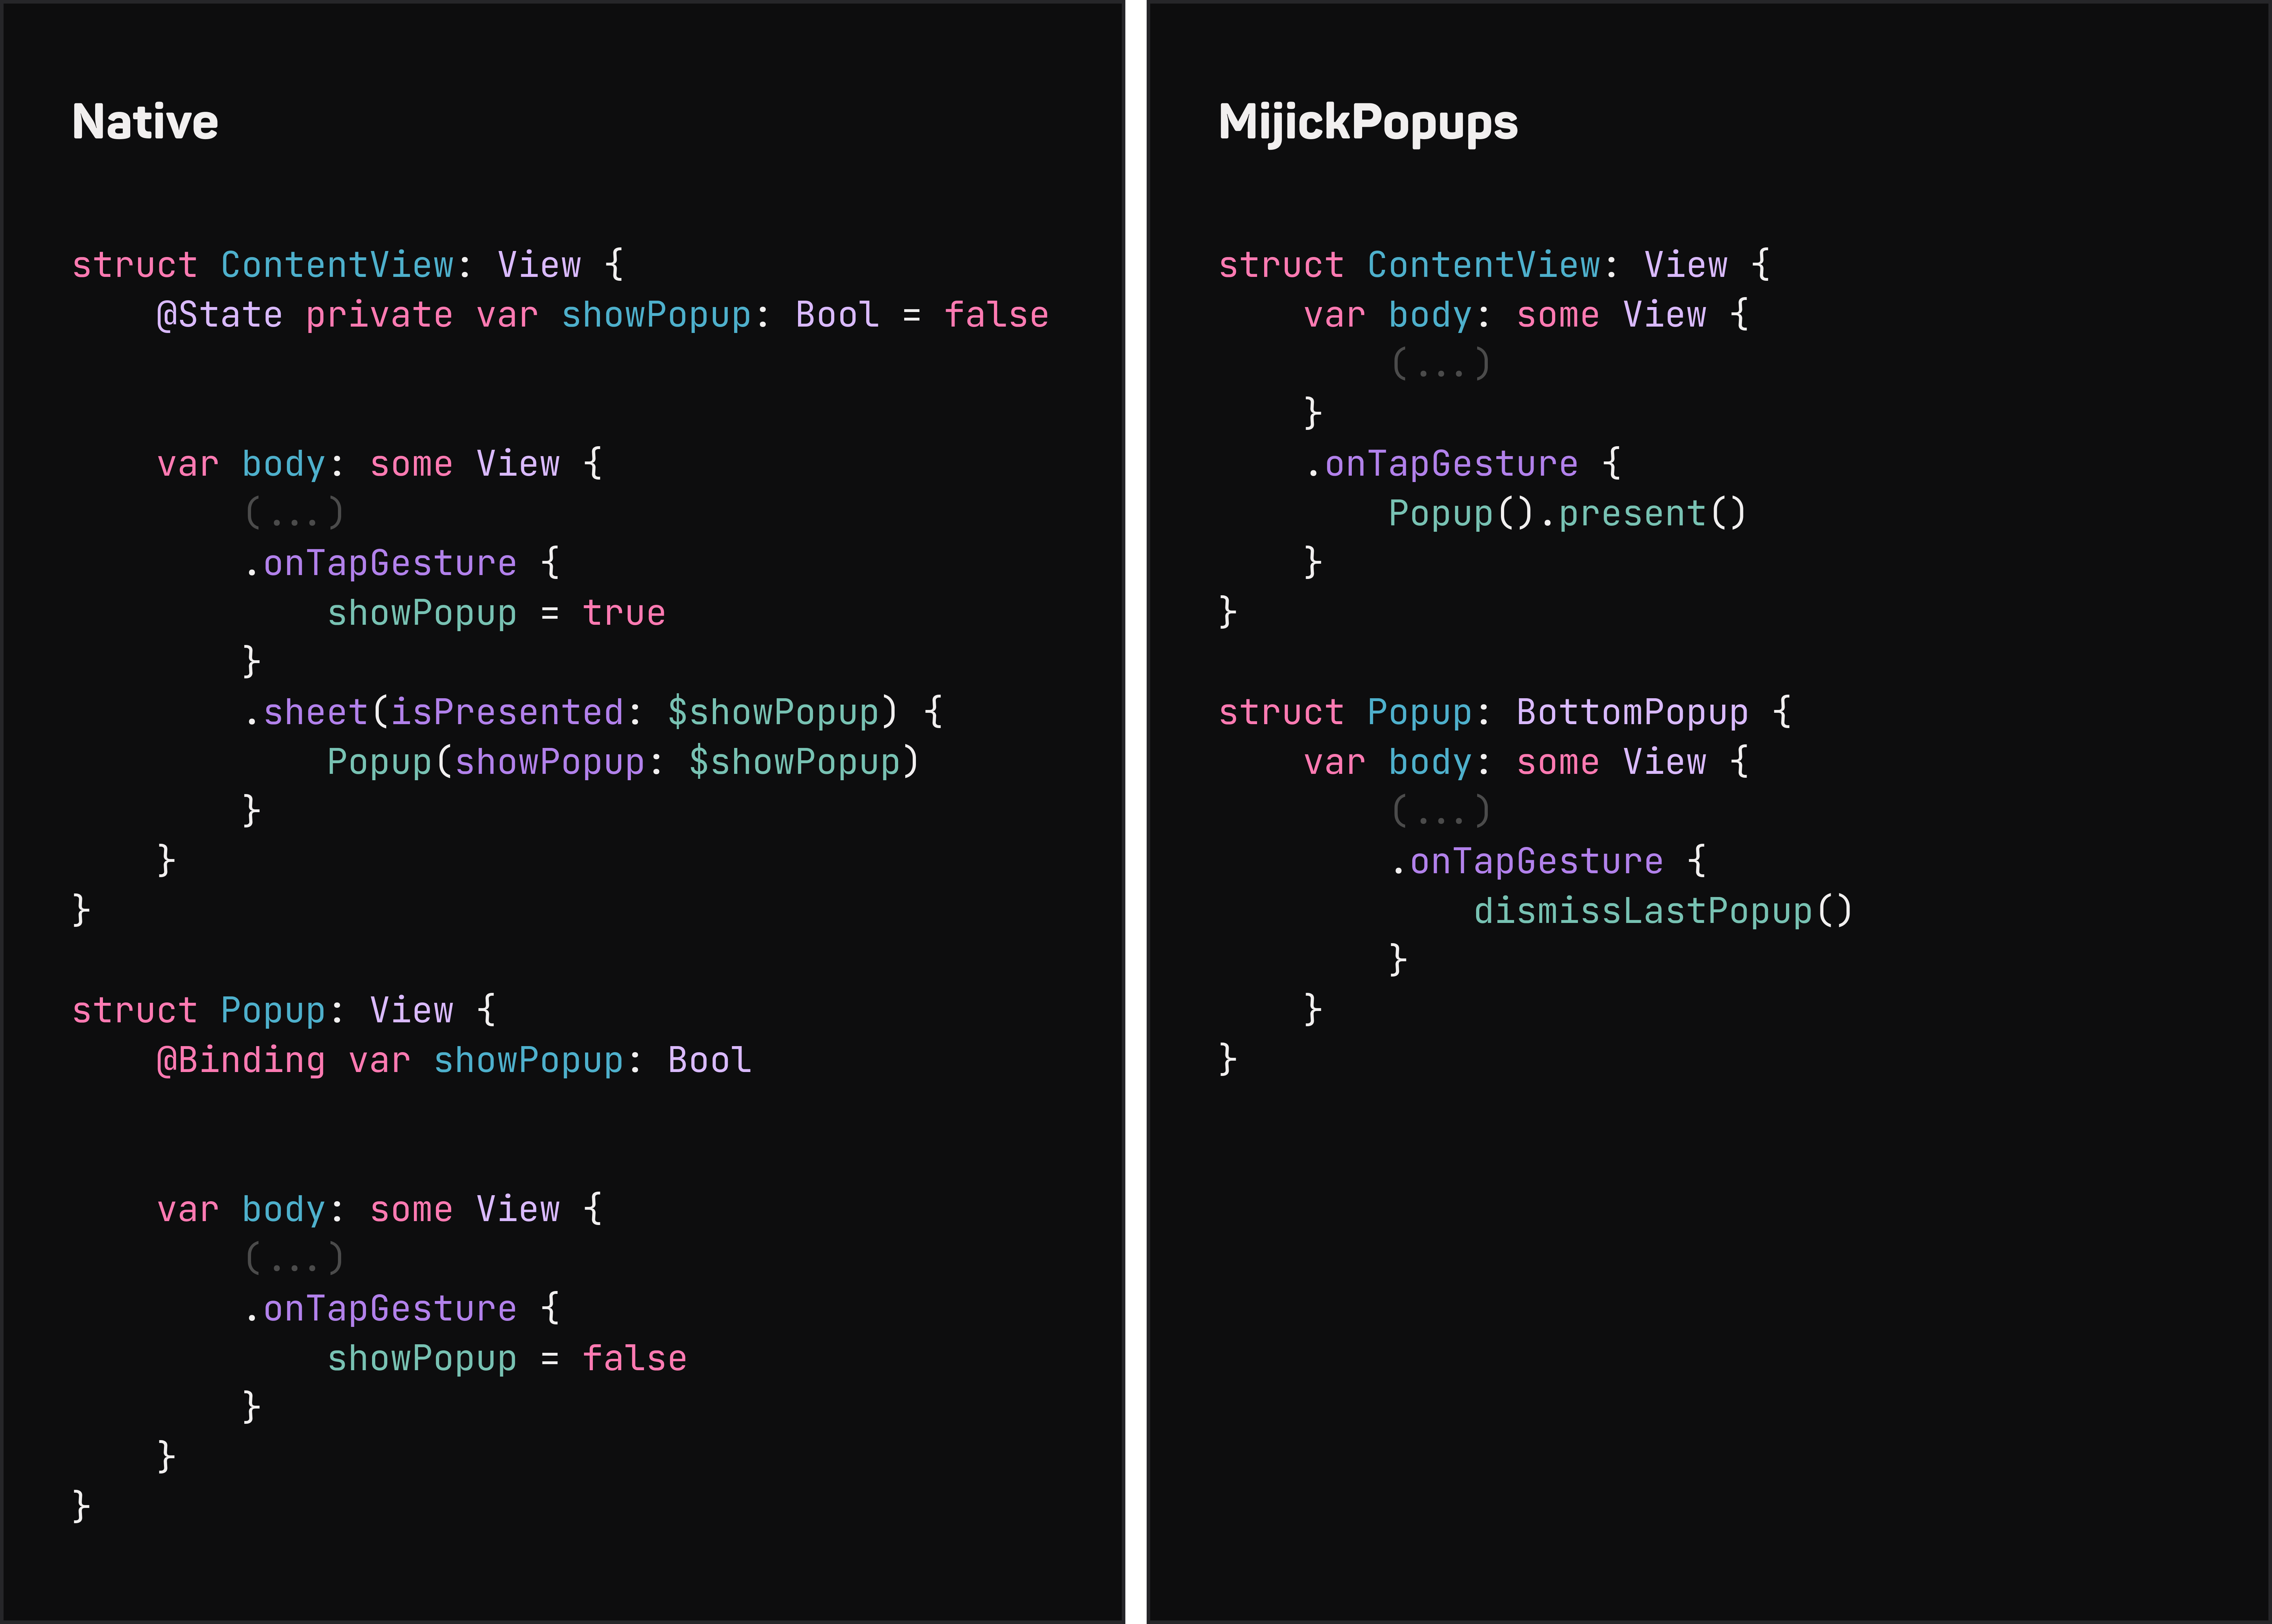 Native
struct ContentView: View {
@State private var showPopup: Bool = false
var body: some View {
(...)
.onTapGesture {
showPopup = true
}
.sheet(isPresented: $showPopup) {
Popup(showPopup: $showPopup)
}
}
}
struct Popup: View {
@Binding var showPopup: Bool
var body: some View {
(...)
.onTapGesture {
showPopup = false
}
}
}
MijickPopups
struct ContentView: View {
var body: some View {
(...)
}
.onTapGesture {
Popup().present()
}
}
struct Popup: BottomPopup {
var body: some View {
(...)
.onTapGesture {
dismissLastPopup()
}
}
}